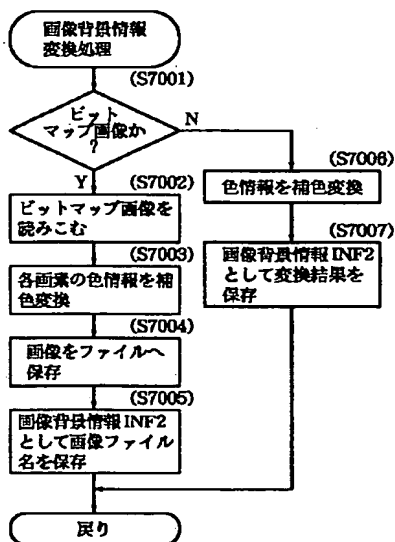 画像背景情報
変換処理
(S7001)
ビット
マップ画像か
?
N
Y
(S7002)
ビットマップ画像を
読みこむ
(S7003)
各画素の色情報を補
色変換
(S7004)
画像をファイルへ
保存
(S7005)
画像背景情報INF2
として画像ファイル
名を保存
(S7006)
色情報を補色変換
(S7007)
画像背景情報INF2
として変換結果を
保存
戻り